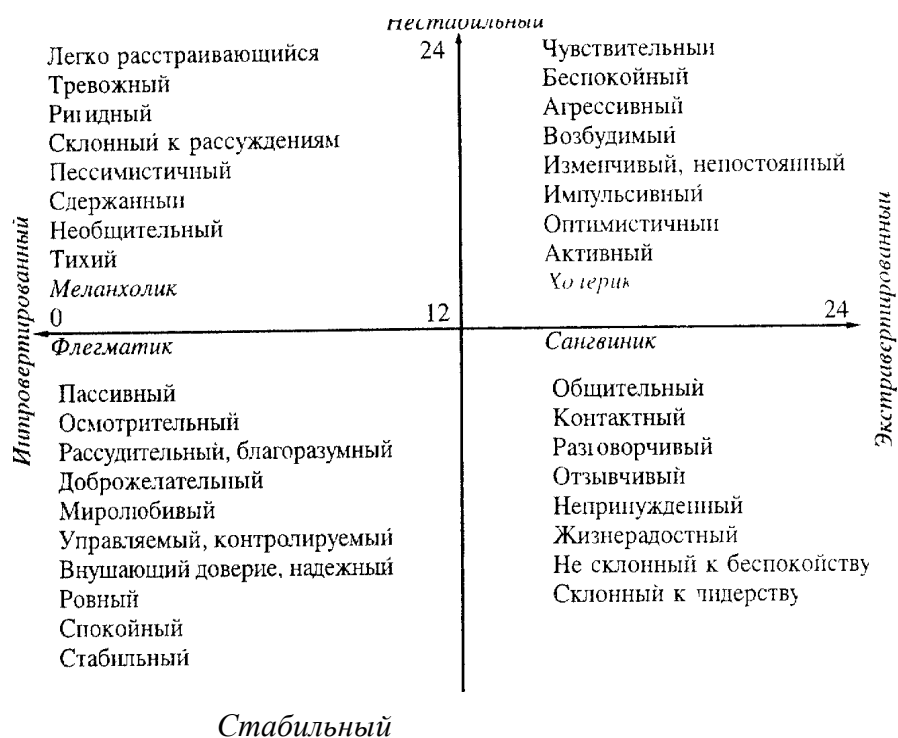 Нестабильный
24
Легко расстраивающийся
Тревожный
Ригидный
Склонный к рассуждениям
Пессимистичный
Сдержанный
Необщительный
Тихий
Меланхолик
Чувствительный
Беспокойный
Агрессивный
Возбудимый
Изменчивый, непостоянный
Импульсивный
Оптимистичный
Активный
Холерик
Интровертированный
0
12
24
Экстравертированный
Флегматик
Пассивный
Осмотрительный
Рассудительный, благоразумный
Доброжелательный
Миролюбивый
Управляемый, контролируемый
Внушающий доверие, надежный
Ровный
Спокойный
Стабильный
Сангвиник
Общительный
Контактный
Разговорчивый
Отзывчивый
Непринужденный
Жизнерадостный
Не склонный к беспокойству
Склонный к лидерству
Стабильный